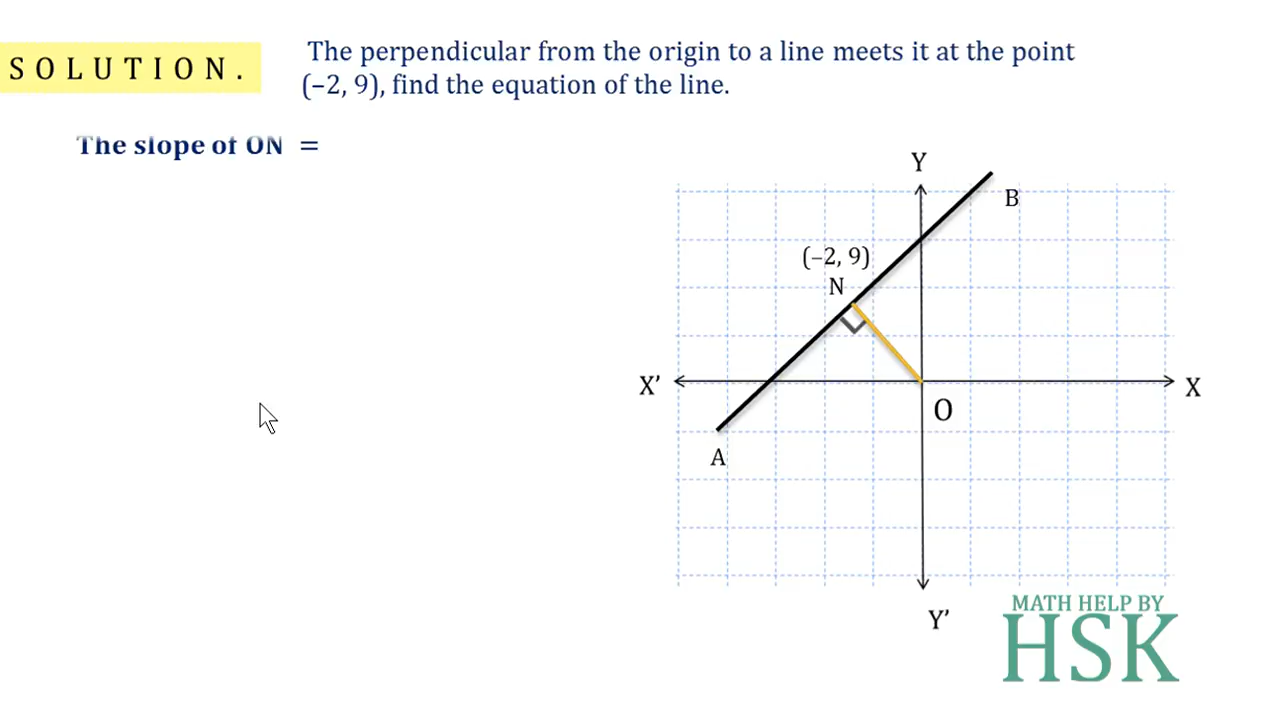 SOLUTION.
The perpendicular from the origin to a line meets it at the point
(–2, 9), find the equation of the line.
The slope of ON =
Y
B
(–2, 9)
N
X’
X
O
A
Y’
MATH HELP BY
HSK